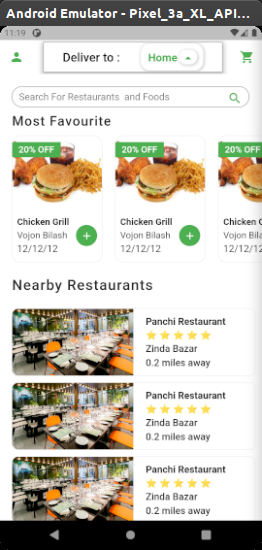 Android Emulator - Pixel_3a_XL_API...
11:19
Deliver to :
Home
Search For Restaurants and Foods
Most Favourite
20% OFF
20% OFF
20% OFF
Chicken Grill
Chicken Grill
Chicken G
Vojon Bilash
Vojon Bilash
Vojon Bila
12/12/12
12/12/12
12/12/12
Nearby Restaurants
Panchi Restaurant
Zinda Bazar
0.2 miles away
Panchi Restaurant
Zinda Bazar
0.2 miles away
Panchi Restaurant
Zinda Bazar
0.2 miles away